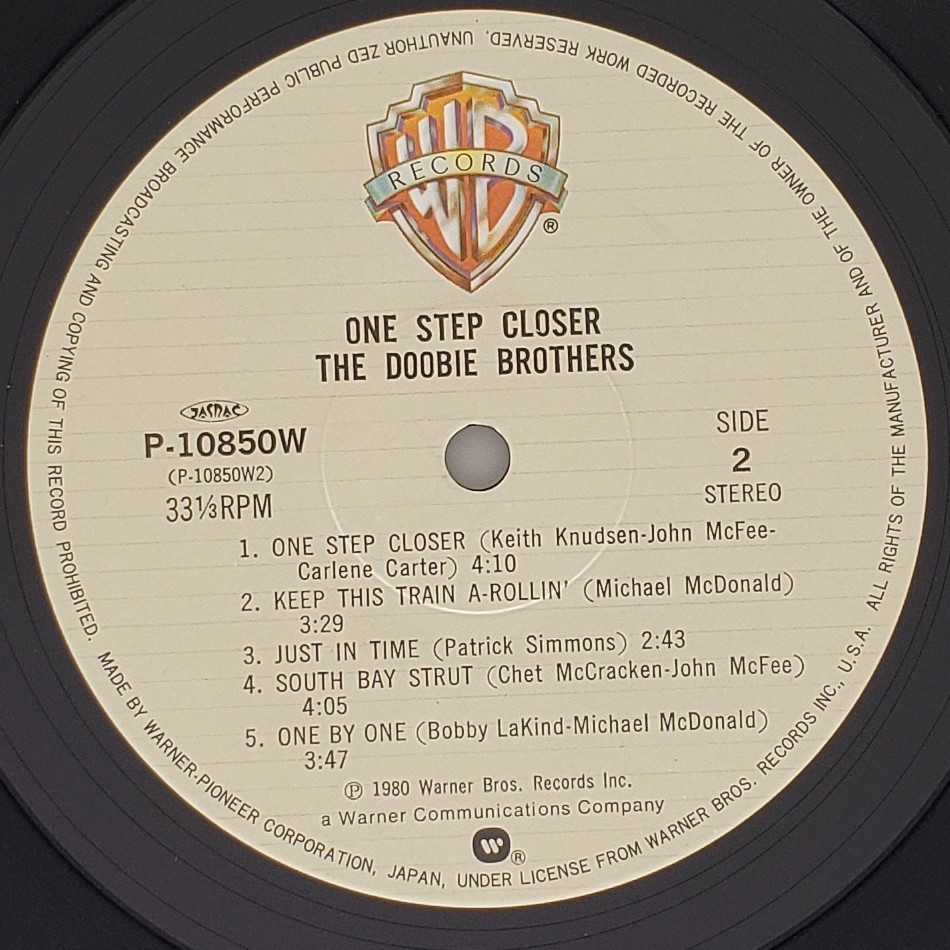 WB
RECORDS
®
ONE STEP CLOSER
THE DOOBIE BROTHERS
JASRAC
P-10850W
(P-10850W2)
33⅓RPM
SIDE
2
STEREO
1. ONE STEP CLOSER (Keith Knudsen-John McFee-
Carlene Carter) 4:10
2. KEEP THIS TRAIN A-ROLLIN' (Michael McDonald)
3:29
3. JUST IN TIME (Patrick Simmons) 2:43
4. SOUTH BAY STRUT (Chet McCracken-John McFee)
4:05
5. ONE BY ONE (Bobby LaKind-Michael McDonald)
3:47
℗ 1980 Warner Bros. Records Inc.
a Warner Communications Company
W®
MADE BY WARNER-PIONEER CORPORATION, JAPAN, UNDER LICENSE FROM WARNER BROS. RECORDS INC., U.S.A. ALL RIGHTS OF THE MANUFACTURER AND OF THE OWNER OF THE RECORDED WORK RESERVED. UNAUTHOR ZED PUBLIC PERFORMANCE BROADCASTING AND COPYING OF THIS RECORD PROHIBITED.